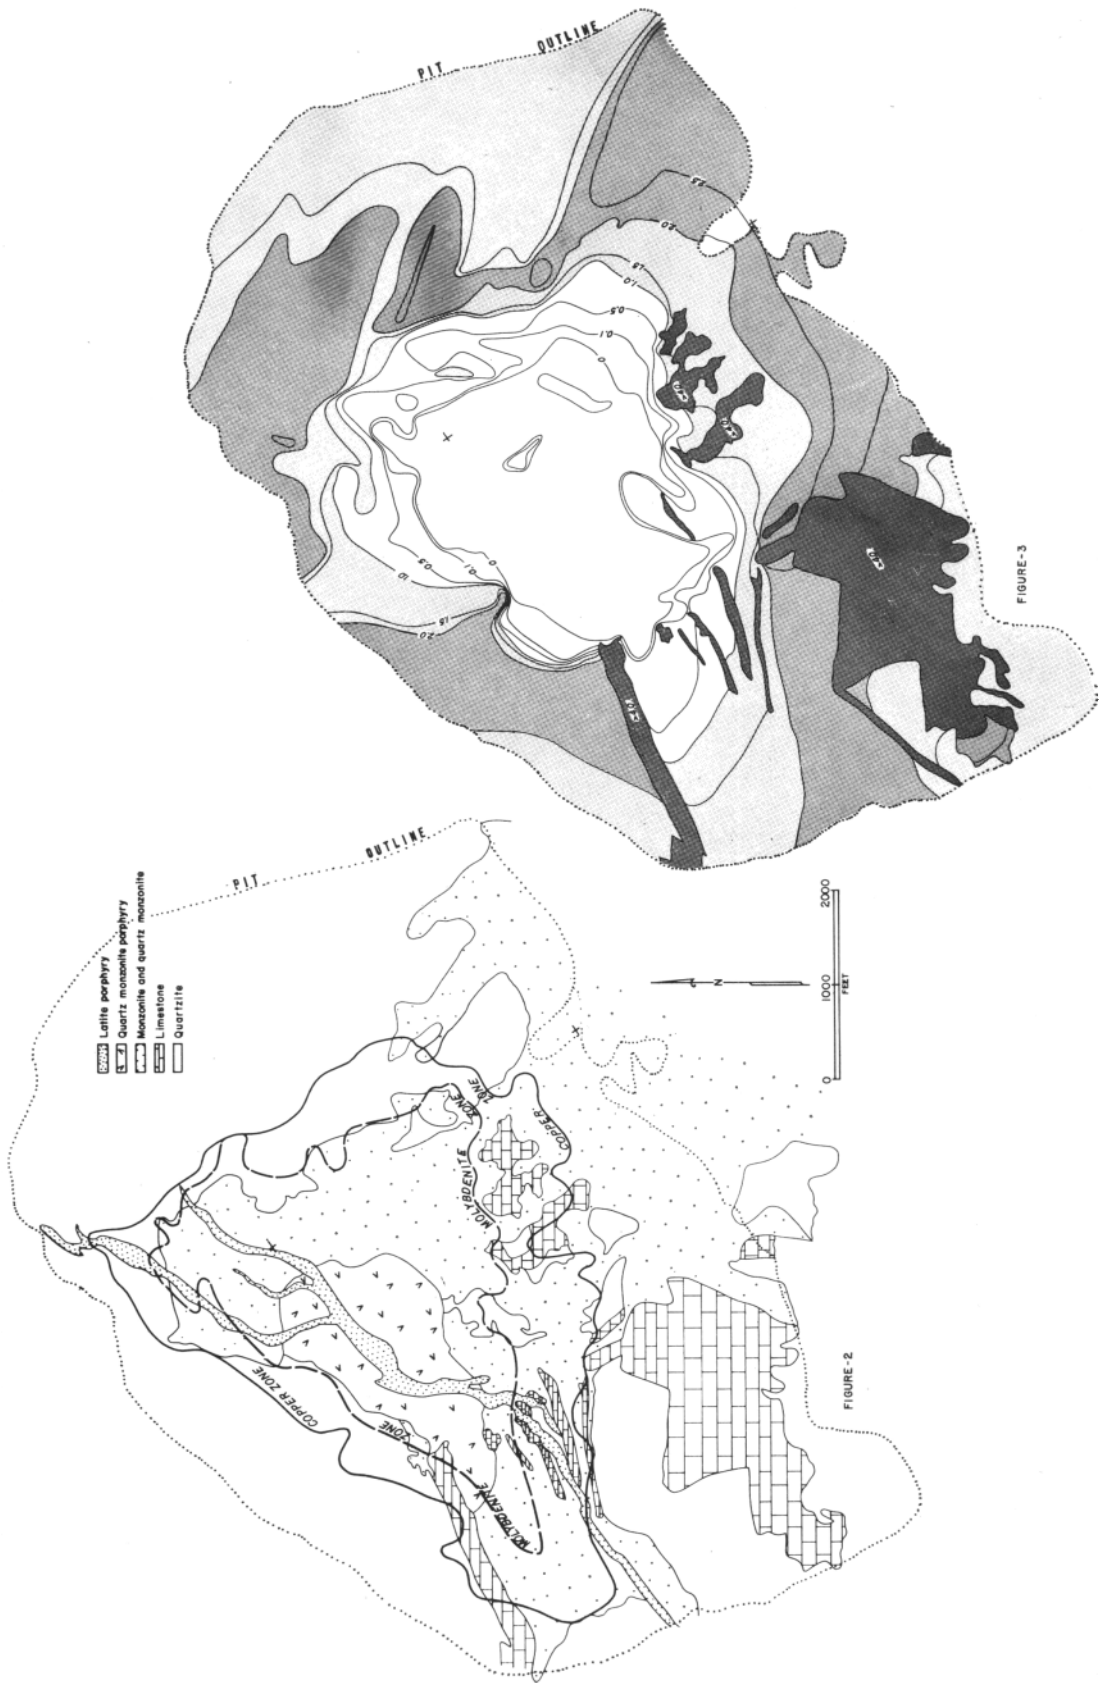 PIT OUTLINE
2.5
2.0
1.5
1.0
0.5
0.1
0
0
0.1
0.5
1.0
1.5
2.0
FIGURE-3
PIT OUTLINE
Latite porphyry
Quartz monzonite porphyry
Monzonite and quartz monzonite
Limestone
Quartzite
COPPER ZONE
MOLYBDENITE ZONE
MOLYBDENITE ZONE
COPPER ZONE
N
0 1000 2000
FEET
FIGURE-2